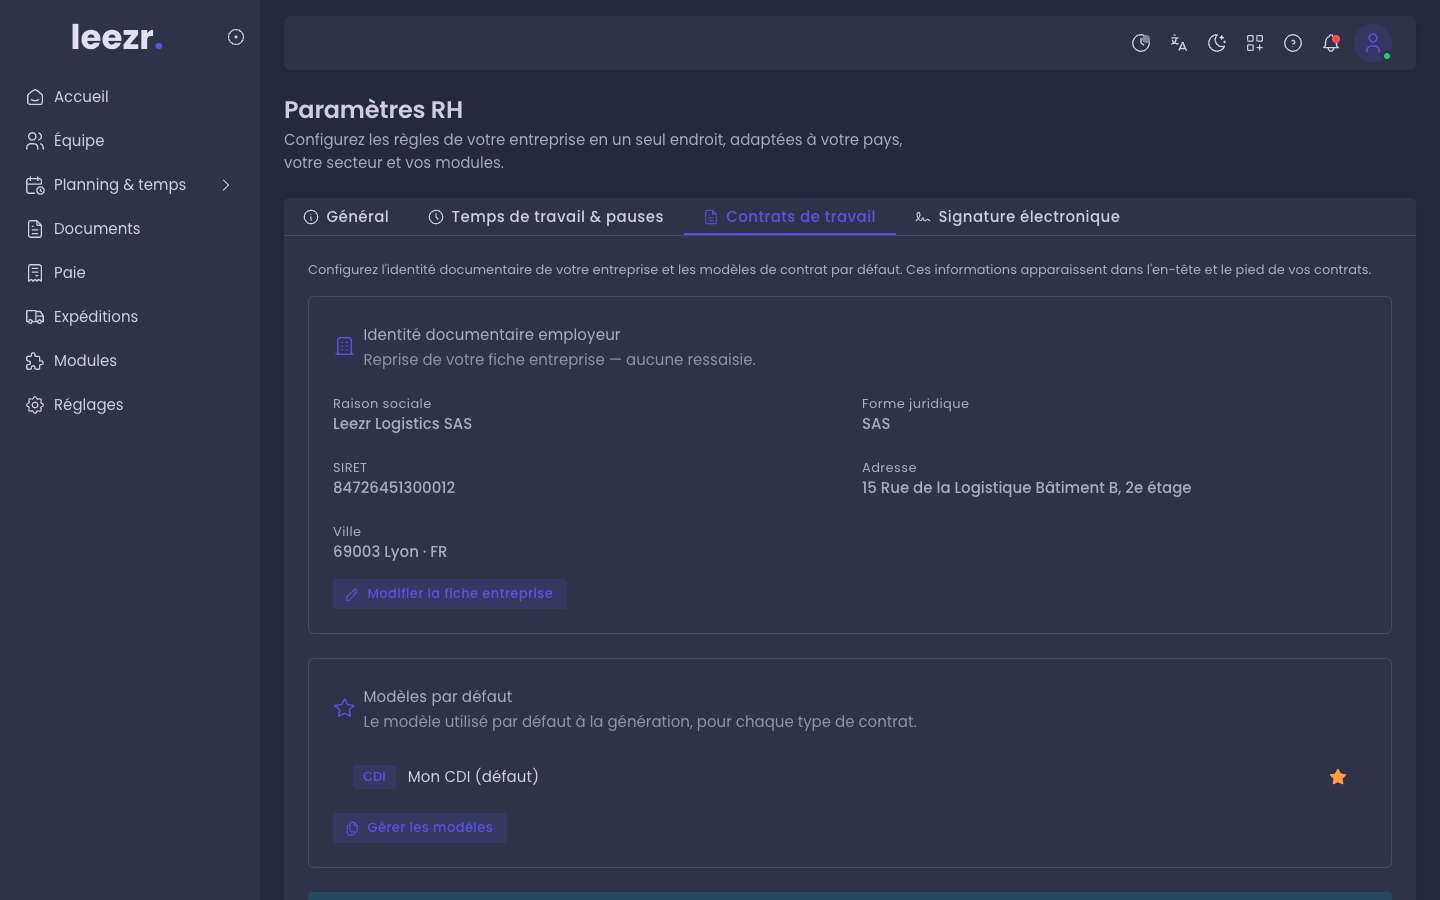 leezr.
Accueil
Équipe
Planning & temps
Documents
Paie
Expéditions
Modules
Réglages
Paramètres RH
Configurez les règles de votre entreprise en un seul endroit, adaptées à votre pays,
votre secteur et vos modules.
Général
Temps de travail & pauses
Contrats de travail
Signature électronique
Configurez l'identité documentaire de votre entreprise et les modèles de contrat par défaut. Ces informations apparaissent dans l'en-tête et le pied de vos contrats.
Identité documentaire employeur
Reprise de votre fiche entreprise — aucune ressaisie.
Raison sociale
Leezr Logistics SAS
Forme juridique
SAS
SIRET
84726451300012
Adresse
15 Rue de la Logistique Bâtiment B, 2e étage
Ville
69003 Lyon · FR
Modifier la fiche entreprise
Modèles par défaut
Le modèle utilisé par défaut à la génération, pour chaque type de contrat.
CDI
Mon CDI (défaut)
Gérer les modèles